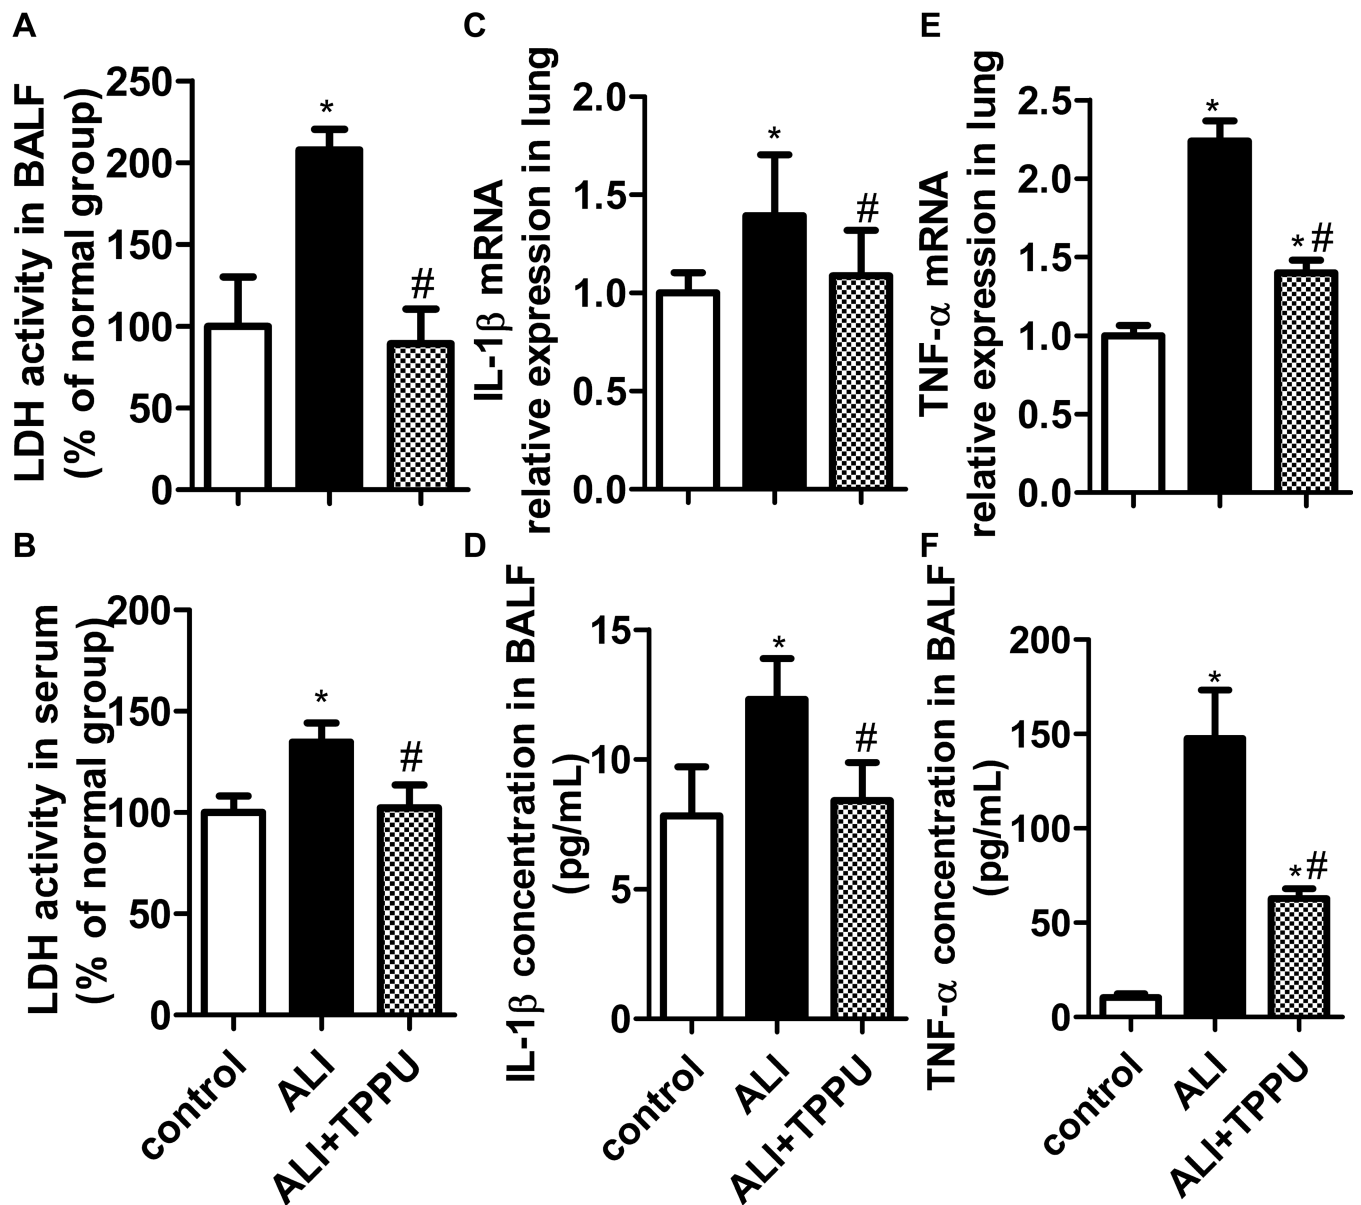 A
LDH activity in BALF
(% of normal group)
250
200
150
100
50
0
*
#
C
IL-1β mRNA
relative expression in lung
2.0
1.5
1.0
0.5
0.0
*
#
E
TNF-α mRNA
relative expression in lung
2.5
2.0
1.5
1.0
0.5
0.0
*
*#
B
LDH activity in serum
(% of normal group)
200
150
100
50
0
*
#
control
ALI
ALI+TPPU
D
IL-1β concentration in BALF
(pg/mL)
15
10
5
0
*
#
control
ALI
ALI+TPPU
F
TNF-α concentration in BALF
(pg/mL)
200
150
100
50
0
*
*#
control
ALI
ALI+TPPU